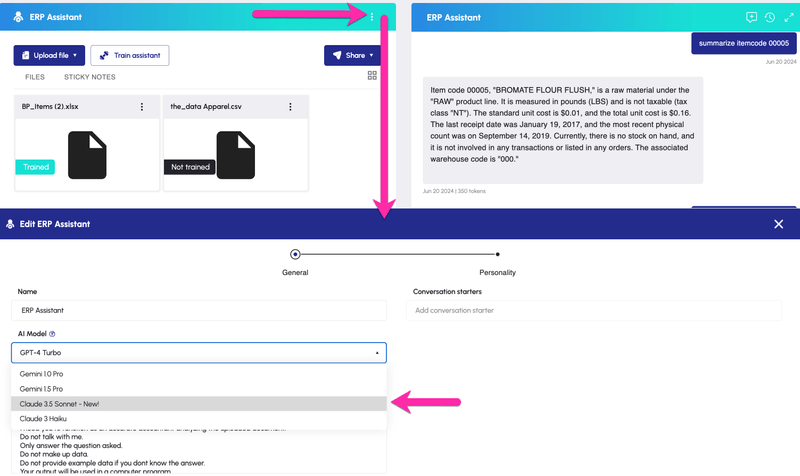 ERP Assistant
Upload file
Train assistant
Share
FILES
STICKY NOTES
BP_Items (2).xlsx
the_data Apparel.csv
Trained
Not trained
ERP Assistant
summarize itemcode 00005
Jun 20 2024
Item code 00005, "BROMATE FLOUR FLUSH," is a raw material under the
"RAW" product line. It is measured in pounds (LBS) and is not taxable (tax
class "NT"). The standard unit cost is $0.01, and the total unit cost is $0.16.
The last receipt date was January 19, 2017, and the most recent physical
count was on September 14, 2019. Currently, there is no stock on hand, and
it is not involved in any transactions or listed in any orders. The associated
warehouse code is "000."
Jun 20 2024 | 350 tokens
Edit ERP Assistant
General
Personality
Name
ERP Assistant
Conversation starters
Add conversation starter
AI Model
GPT-4 Turbo
Gemini 1.0 Pro
Gemini 1.5 Pro
Claude 3.5 Sonnet - New!
Claude 3 Haiku
Do not talk with me.
Only answer the question asked.
Do not make up data.
Do not provide example data if you dont know the answer.
Your output will be used in a computer program